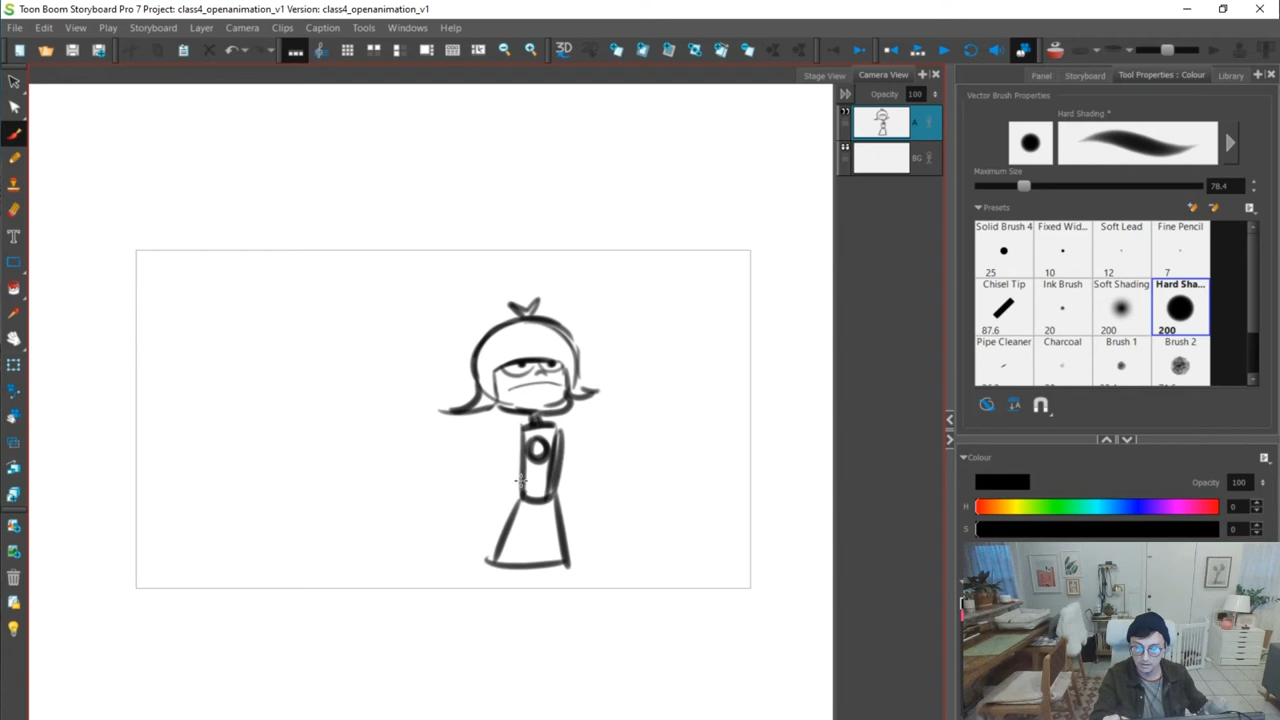 Toon Boom Storyboard Pro 7 Project: class4_openanimation_v1 Version: class4_openanimation_v1
File Edit View Play Storyboard Layer Camera Clips Caption Tools Windows Help
3D
Stage View Camera View
Opacity 100
A
BG
Panel Storyboard Tool Properties : Colour Library
Vector Brush Properties
Hard Shading *
Maximum Size
78.4
Presets
Solid Brush 4 Fixed Wid... Soft Lead Fine Pencil
25 10 12 7
Chisel Tip Ink Brush Soft Shading Hard Sha...
87.6 20 200 200
Pipe Cleaner Charcoal Brush 1 Brush 2
Colour
Opacity 100
H 0
S 0